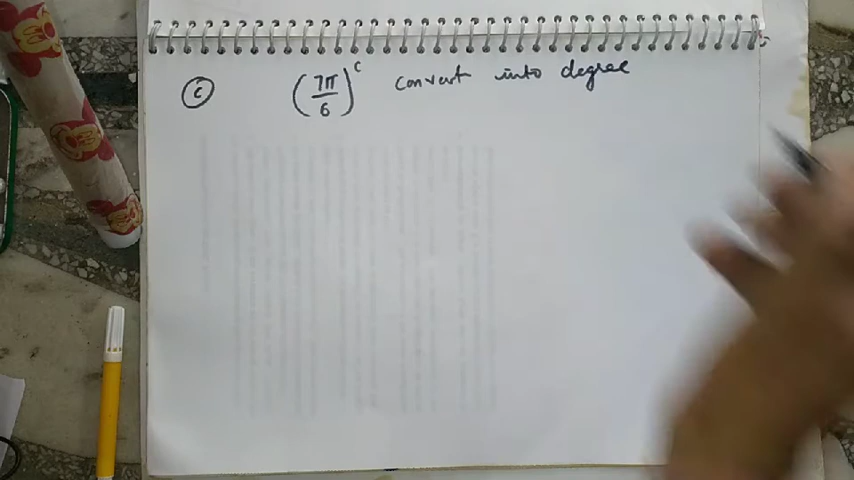 (c) (7π/6)ᶜ convert into degree